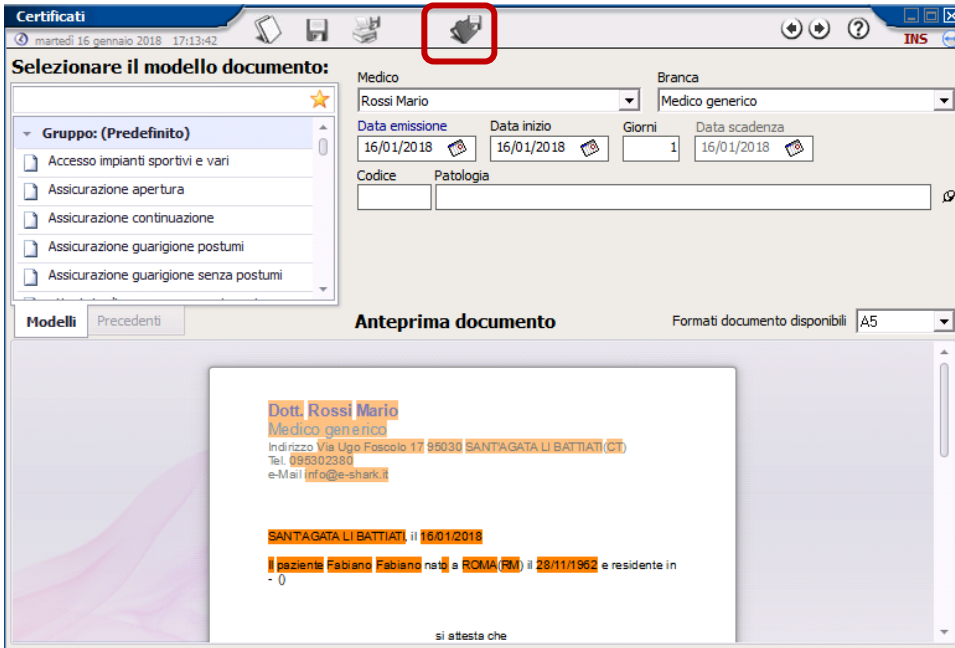 Certificati
martedì 16 gennaio 2018 17:13:42
INS
Selezionare il modello documento:
Gruppo: (Predefinito)
Accesso impianti sportivi e vari
Assicurazione apertura
Assicurazione continuazione
Assicurazione guarigione postumi
Assicurazione guarigione senza postumi
Modelli
Precedenti
Medico
Branca
Rossi Mario
Medico generico
Data emissione
Data inizio
Giorni
Data scadenza
16/01/2018
16/01/2018
1
16/01/2018
Codice
Patologia
Anteprima documento
Formati documento disponibili
A5
Dott. Rossi Mario
Medico generico
Indirizzo Via Ugo Foscolo 17 95030 SANT'AGATA LI BATTIATI(CT)
Tel. 095302380
e-Mail info@e-shark.it
SANT'AGATA LI BATTIATI, il 16/01/2018
Il paziente Fabiano Fabiano nato a ROMA(RM) il 28/11/1962 e residente in
- ()
si attesta che